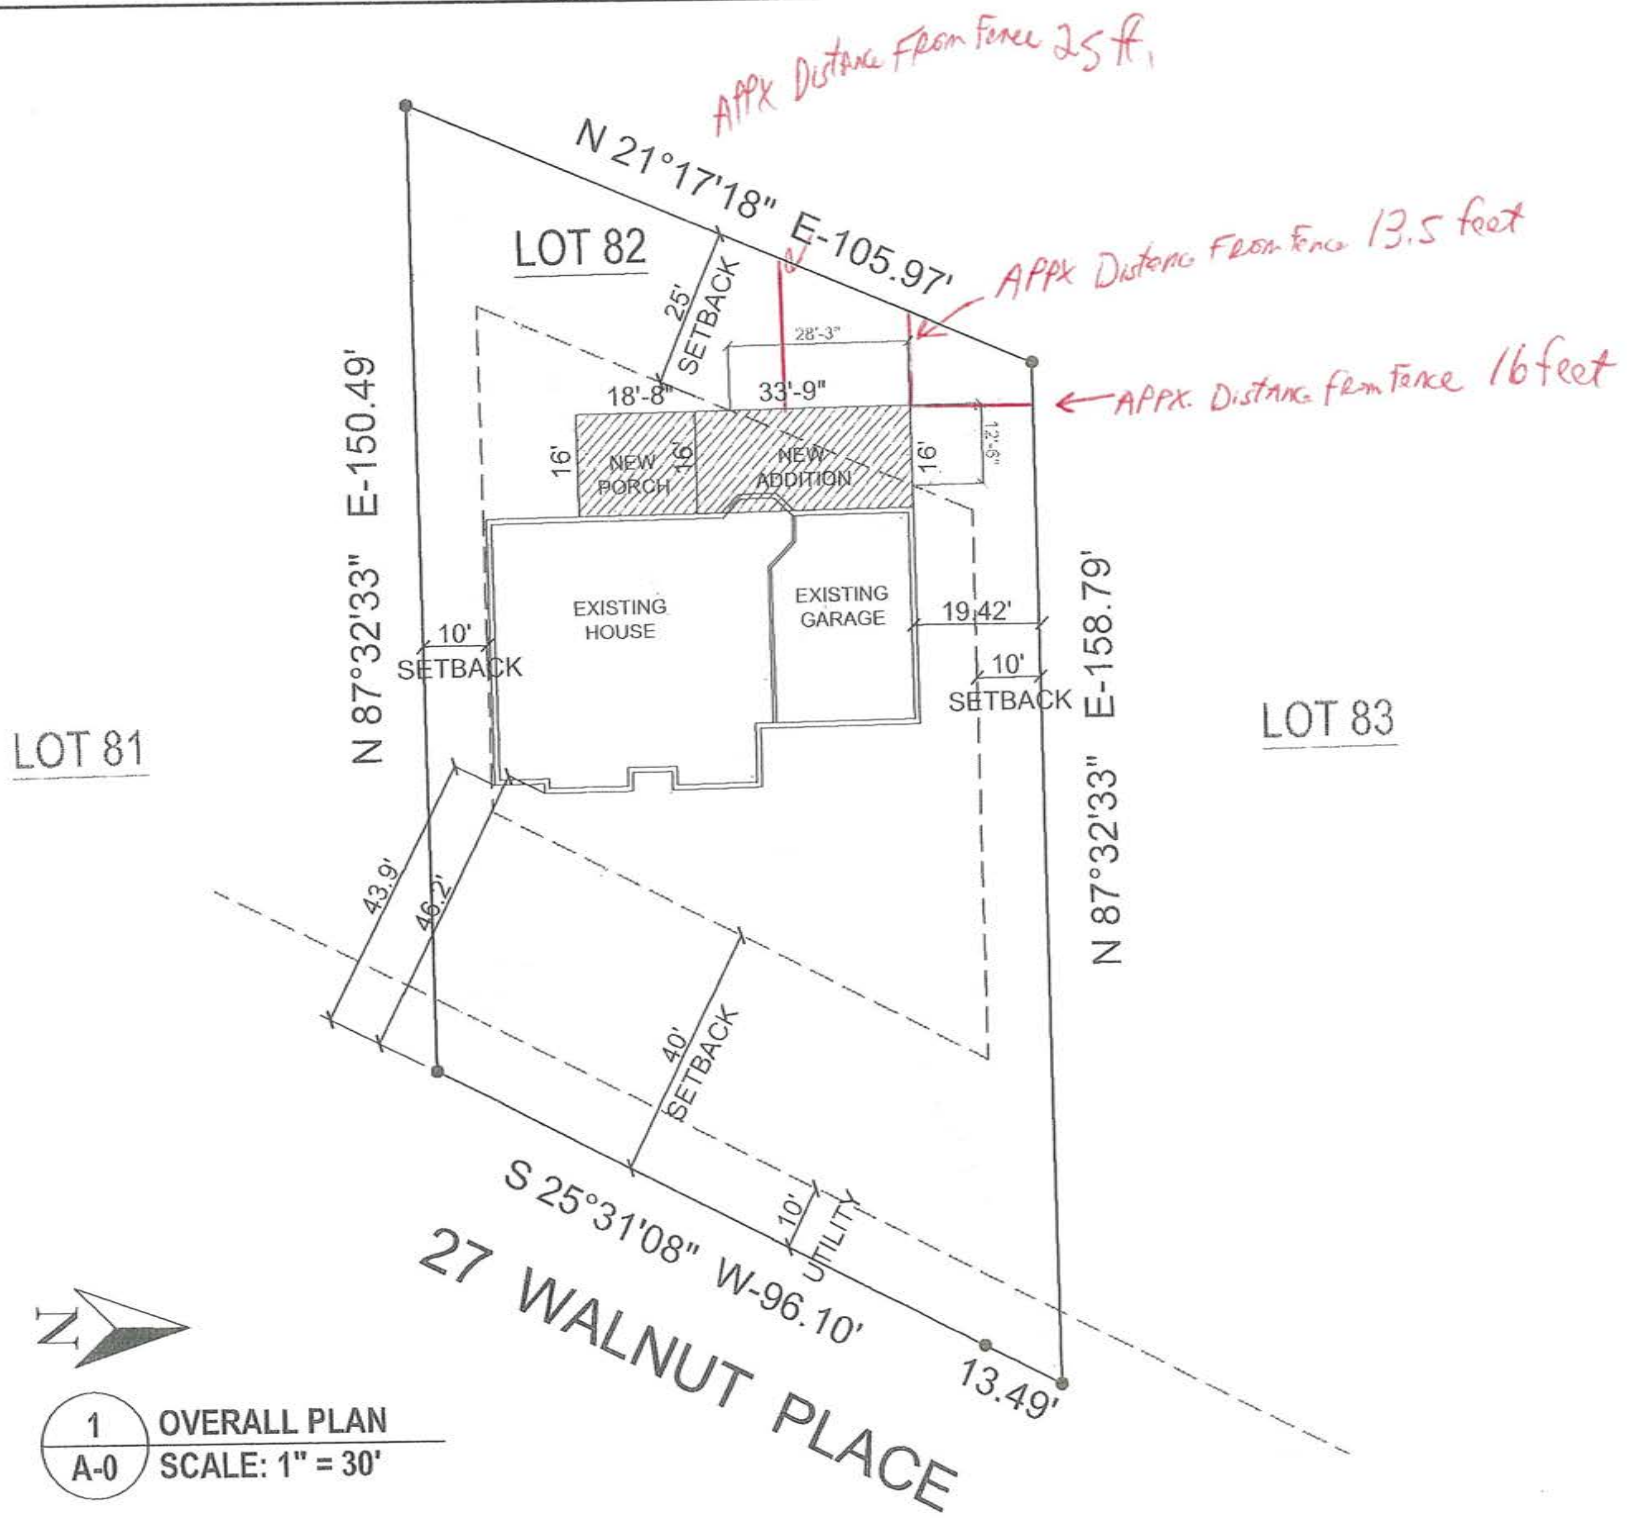 APPX Distance From Fence 25 ft.
N 21°17'18" E-105.97'
LOT 82
25'
SETBACK
APPX Distance From Fence 13.5 feet
28'-3"
18'-8"
33'-9"
APPX. Distance from Fence 16 feet
16'
NEW
PORCH
16'
NEW
ADDITION
16'
12'-6"
N 87°32'33" E-150.49'
EXISTING
HOUSE
EXISTING
GARAGE
19.42'
10'
SETBACK
10'
SETBACK
N 87°32'33" E-158.79'
LOT 81
LOT 83
43.9'
46.2'
40'
SETBACK
10'
UTILITY
S 25°31'08" W-96.10'
13.49'
27 WALNUT PLACE
N
1
A-0
OVERALL PLAN
SCALE: 1" = 30'